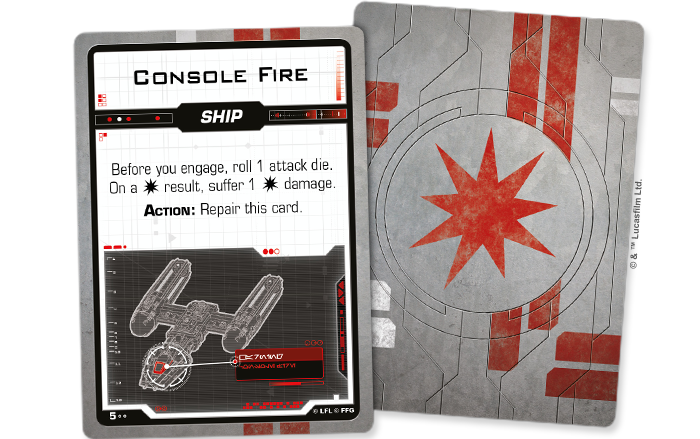 CONSOLE FIRE
SHIP
Before you engage, roll 1 attack die.
On a result, suffer 1 damage.
ACTION: Repair this card.
5
© LFL © FFG
© & ™ Lucasfilm Ltd.